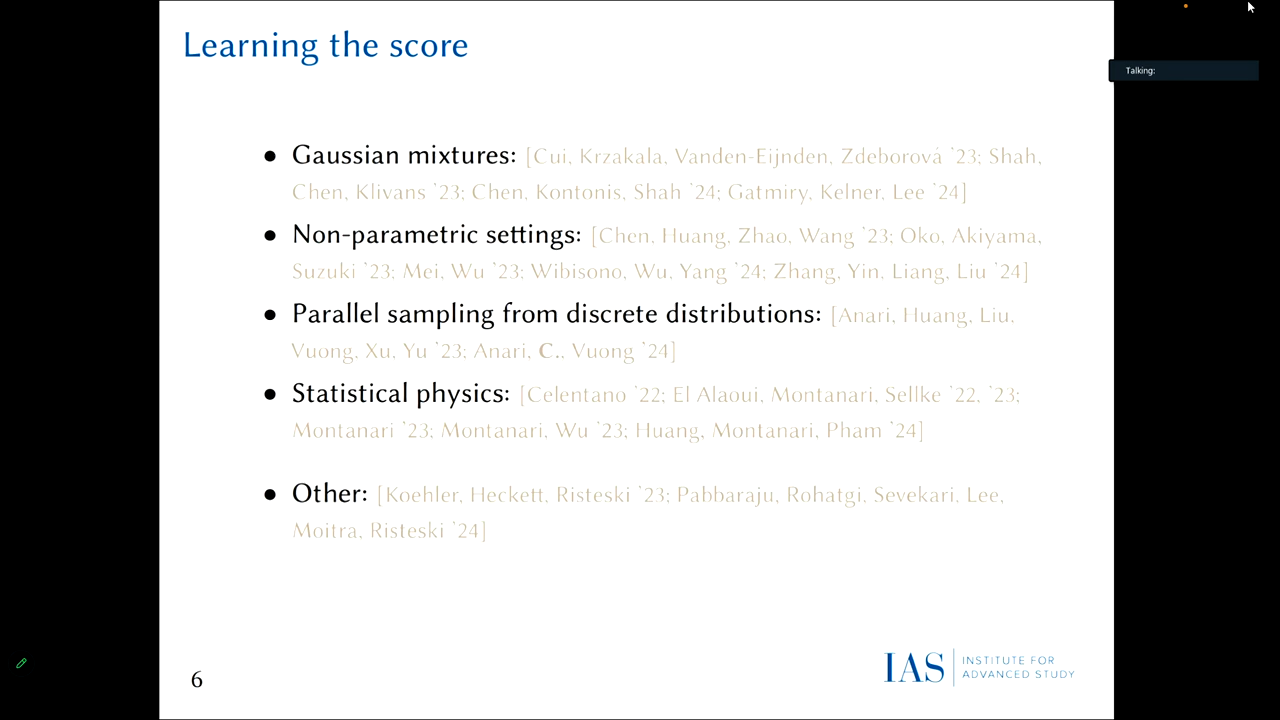 Learning the score
Talking:
● Gaussian mixtures: [Cui, Krzakala, Vanden-Eijnden, Zdeborová `23; Shah,
Chen, Klivans `23; Chen, Kontonis, Shah `24; Gatmiry, Kelner, Lee `24]
● Non-parametric settings: [Chen, Huang, Zhao, Wang `23; Oko, Akiyama,
Suzuki `23; Mei, Wu `23; Wibisono, Wu, Yang `24; Zhang, Yin, Liang, Liu `24]
● Parallel sampling from discrete distributions: [Anari, Huang, Liu,
Vuong, Xu, Yu `23; Anari, C., Vuong `24]
● Statistical physics: [Celentano `22; El Alaoui, Montanari, Sellke `22, `23;
Montanari `23; Montanari, Wu `23; Huang, Montanari, Pham `24]
● Other: [Koehler, Heckett, Risteski `23; Pabbaraju, Rohatgi, Sevekari, Lee,
Moitra, Risteski `24]
6
IAS
INSTITUTE FOR
ADVANCED STUDY